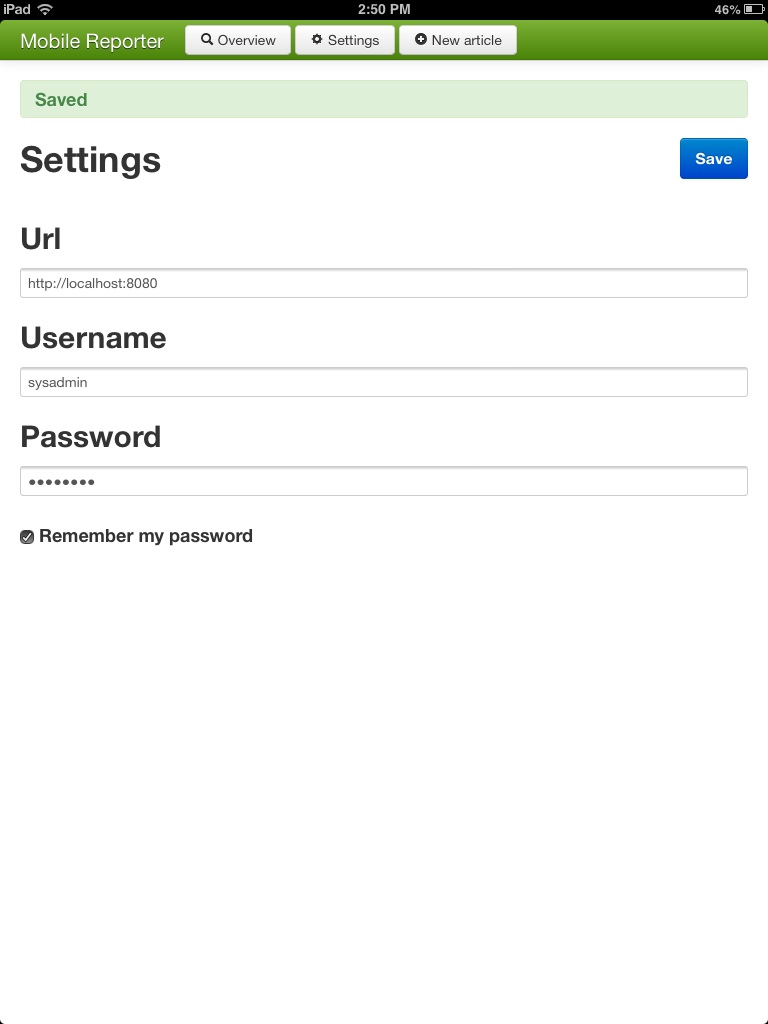 iPad 2:50 PM 46%
Mobile Reporter Overview Settings New article
Saved
Settings Save
Url
http://localhost:8080
Username
sysadmin
Password
••••••••
Remember my password